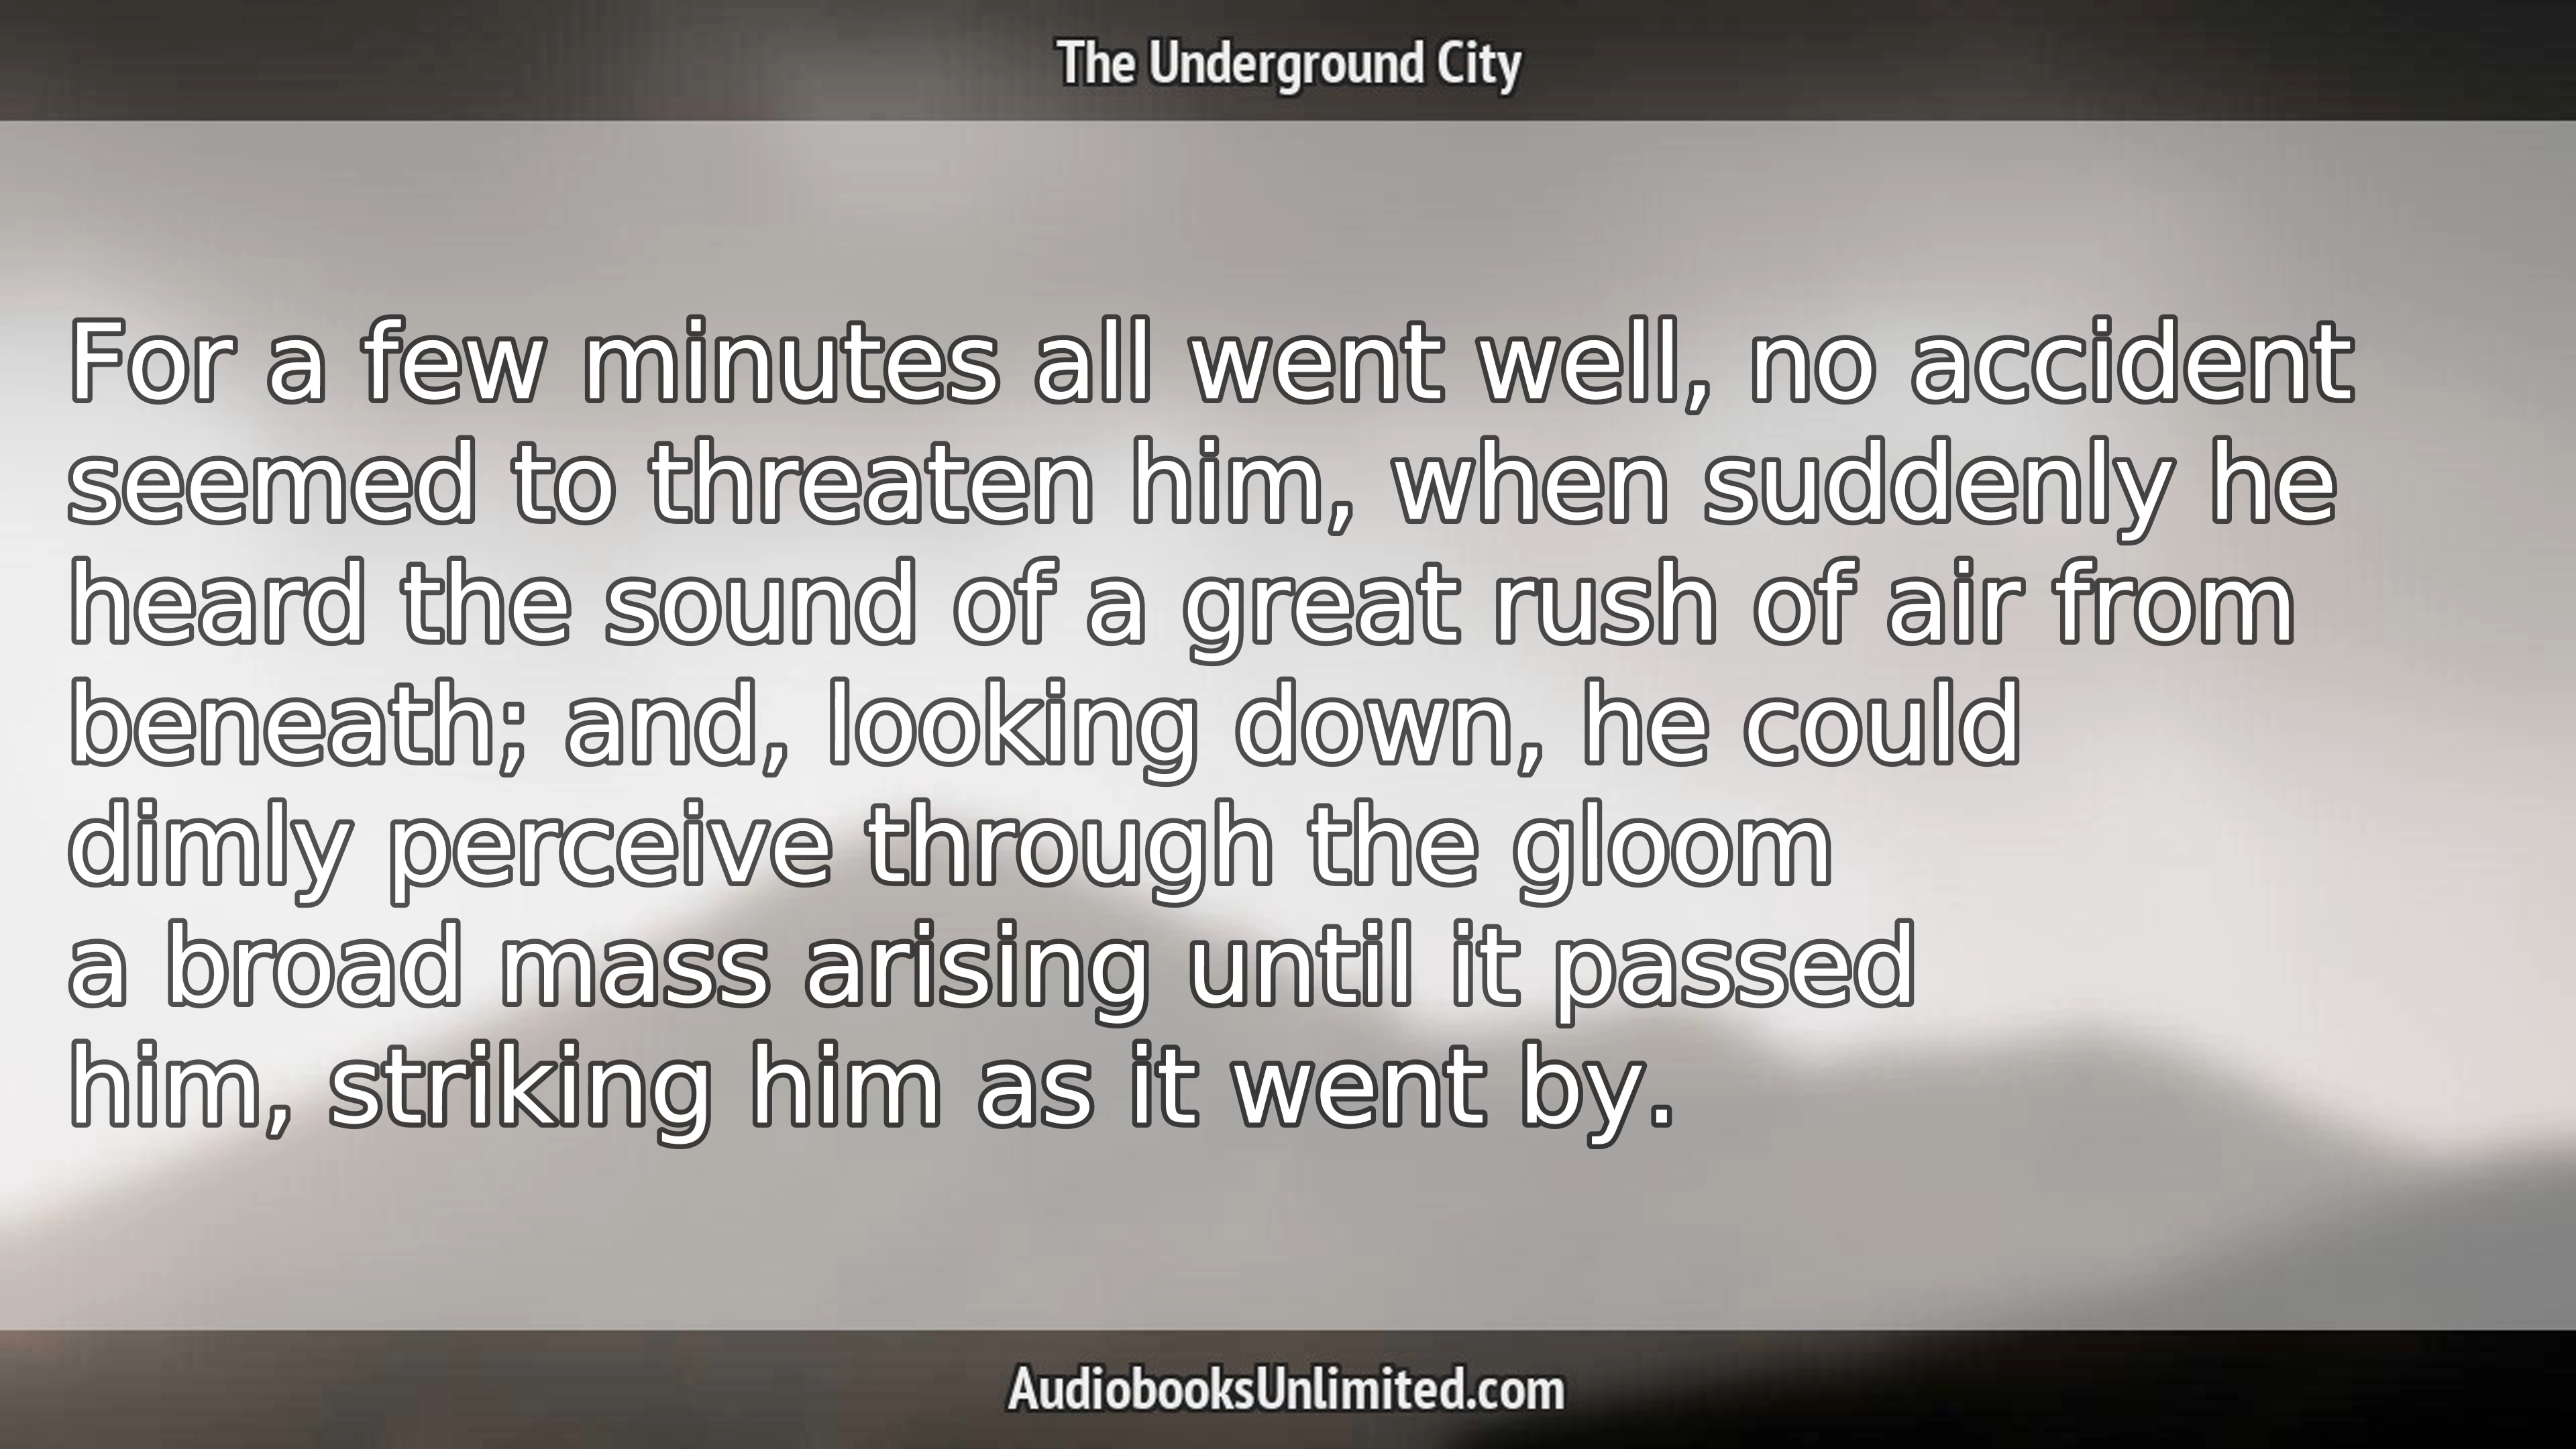 The Underground City
For a few minutes all went well, no accident
seemed to threaten him, when suddenly he
heard the sound of a great rush of air from
beneath; and, looking down, he could
dimly perceive through the gloom
a broad mass arising until it passed
him, striking him as it went by.
AudiobooksUnlimited.com